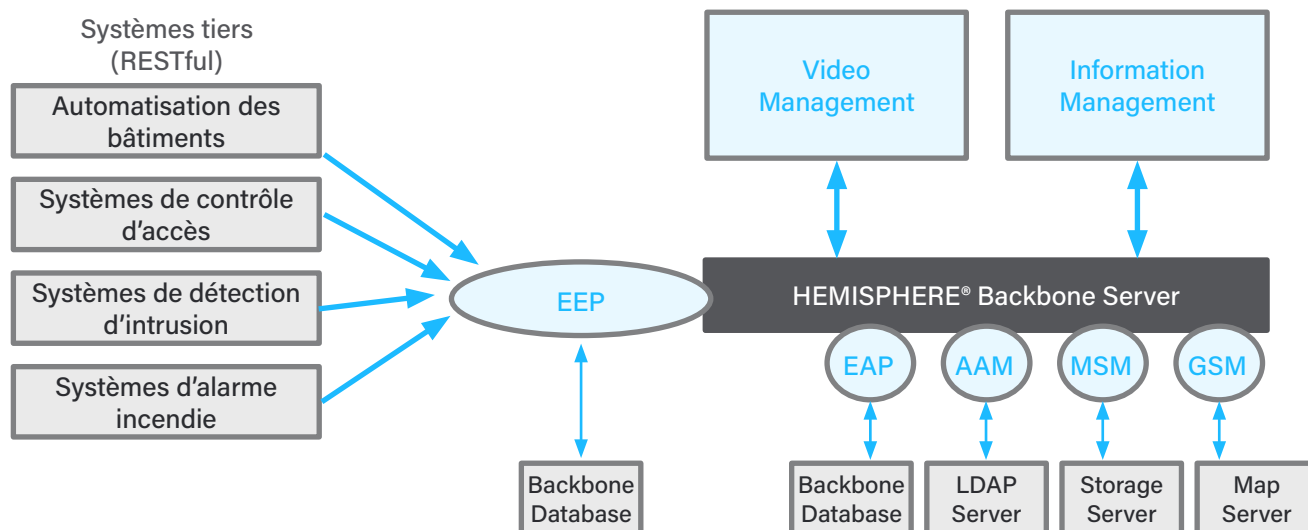 Systèmes tiers
(RESTful)
Automatisation des
bâtiments
Systèmes de contrôle
d'accès
Systèmes de détection
d'intrusion
Systèmes d'alarme
incendie
Video
Management
Information
Management
EEP
HEMISPHERE® Backbone Server
EAP
AAM
MSM
GSM
Backbone
Database
Backbone
Database
LDAP
Server
Storage
Server
Map
Server